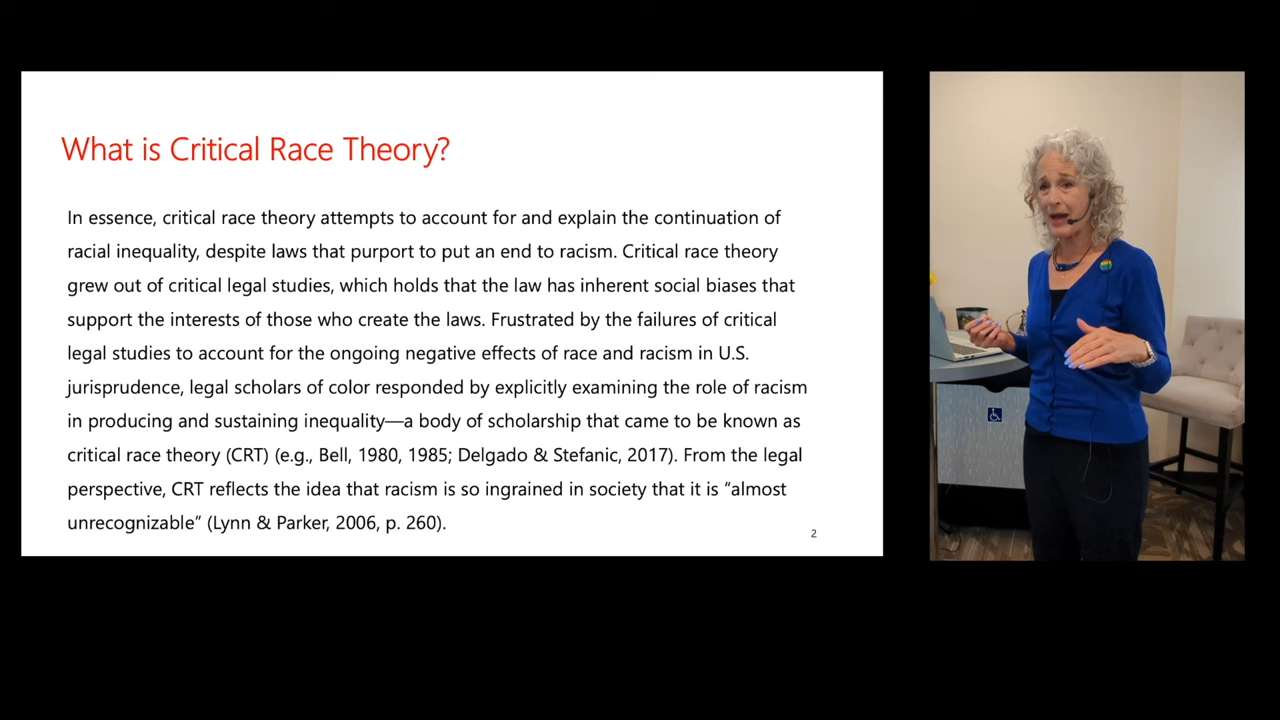 What is Critical Race Theory?
In essence, critical race theory attempts to account for and explain the continuation of
racial inequality, despite laws that purport to put an end to racism. Critical race theory
grew out of critical legal studies, which holds that the law has inherent social biases that
support the interests of those who create the laws. Frustrated by the failures of critical
legal studies to account for the ongoing negative effects of race and racism in U.S.
jurisprudence, legal scholars of color responded by explicitly examining the role of racism
in producing and sustaining inequality—a body of scholarship that came to be known as
critical race theory (CRT) (e.g., Bell, 1980, 1985; Delgado & Stefanic, 2017). From the legal
perspective, CRT reflects the idea that racism is so ingrained in society that it is “almost
unrecognizable” (Lynn & Parker, 2006, p. 260).
2